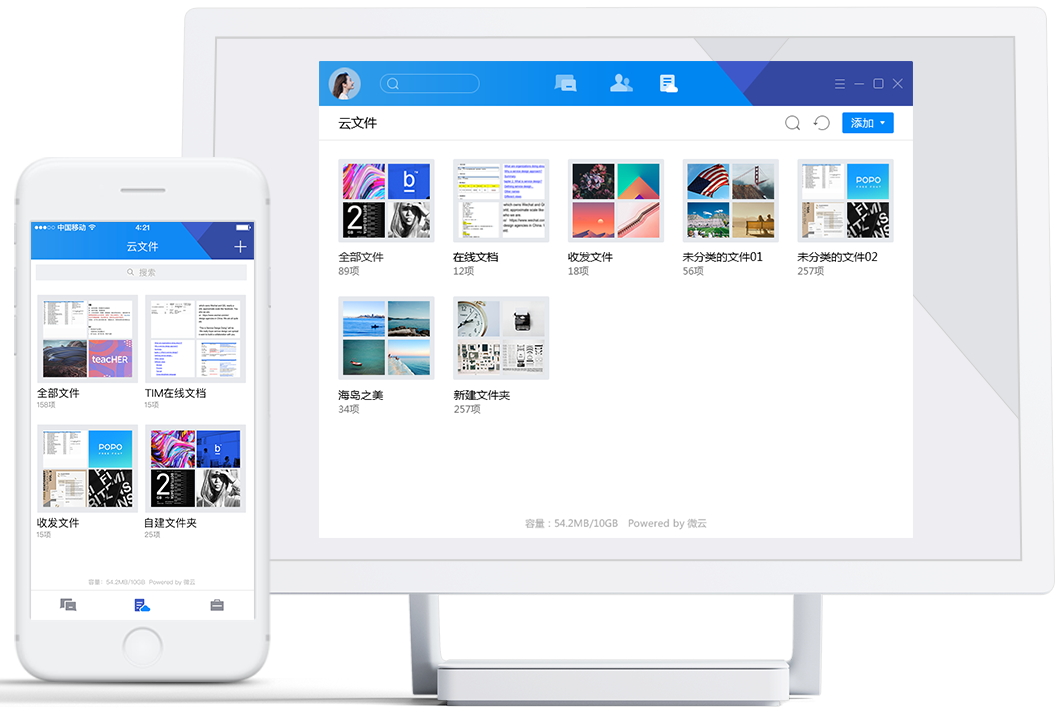 云文件
添加
b
2
全部文件
89项
在线文档
12项
收发文件
18项
未分类的文件01
56项
POPO
未分类的文件02
257项
海岛之美
34项
新建文件夹
257项
容量：54.2MB/10GB Powered by 微云
中国移动
4:21
云文件
搜索
teacHER
全部文件
158项
TIM在线文档
15项
POPO
收发文件
15项
b
2
自建文件夹
25项
容量：54.2MB/10GB Powered by 微云